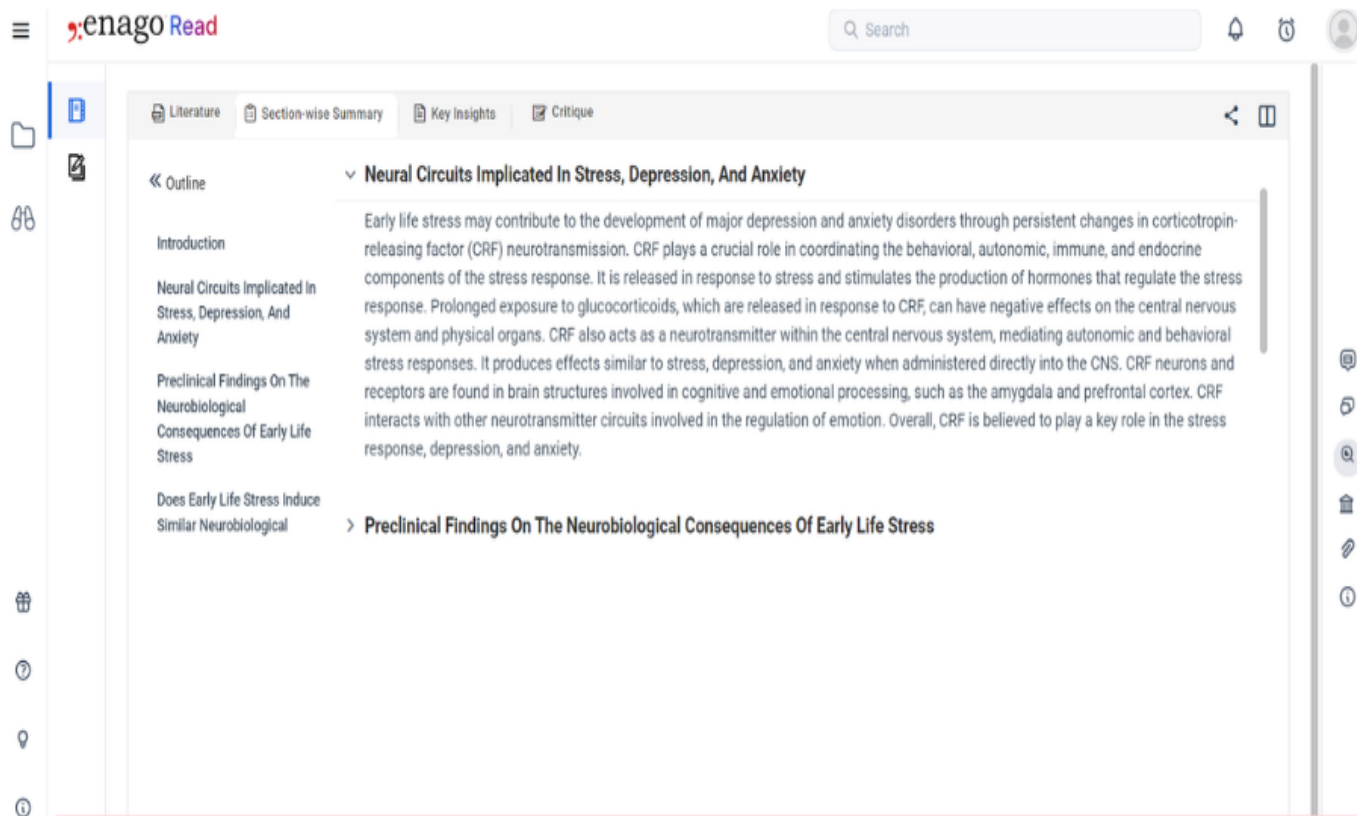 enago Read
Search
Literature
Section-wise Summary
Key Insights
Critique
Outline
Introduction
Neural Circuits Implicated In
Stress, Depression, And
Anxiety
Preclinical Findings On The
Neurobiological
Consequences Of Early Life
Stress
Does Early Life Stress Induce
Similar Neurobiological
Neural Circuits Implicated In Stress, Depression, And Anxiety
Early life stress may contribute to the development of major depression and anxiety disorders through persistent changes in corticotropin-
releasing factor (CRF) neurotransmission. CRF plays a crucial role in coordinating the behavioral, autonomic, immune, and endocrine
components of the stress response. It is released in response to stress and stimulates the production of hormones that regulate the stress
response. Prolonged exposure to glucocorticoids, which are released in response to CRF, can have negative effects on the central nervous
system and physical organs. CRF also acts as a neurotransmitter within the central nervous system, mediating autonomic and behavioral
stress responses. It produces effects similar to stress, depression, and anxiety when administered directly into the CNS. CRF neurons and
receptors are found in brain structures involved in cognitive and emotional processing, such as the amygdala and prefrontal cortex. CRF
interacts with other neurotransmitter circuits involved in the regulation of emotion. Overall, CRF is believed to play a key role in the stress
response, depression, and anxiety.
Preclinical Findings On The Neurobiological Consequences Of Early Life Stress